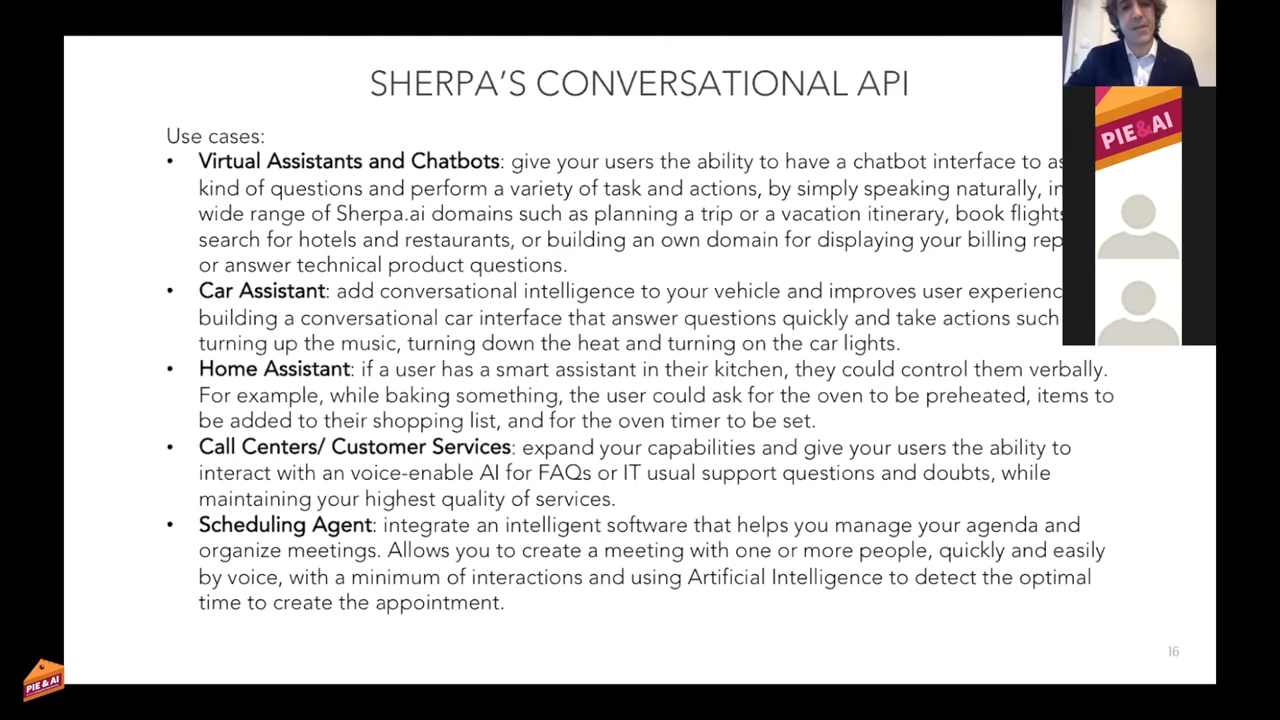 SHERPA'S CONVERSATIONAL API
Use cases:
• Virtual Assistants and Chatbots: give your users the ability to have a chatbot interface to
kind of questions and perform a variety of task and actions, by simply speaking naturally,
wide range of Sherpa.ai domains such as planning a trip or a vacation itinerary, book flights
search for hotels and restaurants, or building an own domain for displaying your billing
or answer technical product questions.
• Car Assistant: add conversational intelligence to your vehicle and improves user
building a conversational car interface that answer questions quickly and take actions such
turning up the music, turning down the heat and turning on the car lights.
• Home Assistant: if a user has a smart assistant in their kitchen, they could control them verbally.
For example, while baking something, the user could ask for the oven to be preheated, items to
be added to their shopping list, and for the oven timer to be set.
• Call Centers/ Customer Services: expand your capabilities and give your users the ability to
interact with an voice-enable AI for FAQs or IT usual support questions and doubts, while
maintaining your highest quality of services.
• Scheduling Agent: integrate an intelligent software that helps you manage your agenda and
organize meetings. Allows you to create a meeting with one or more people, quickly and easily
by voice, with a minimum of interactions and using Artificial Intelligence to detect the optimal
time to create the appointment.
16
PIE&AI
PIE & AI